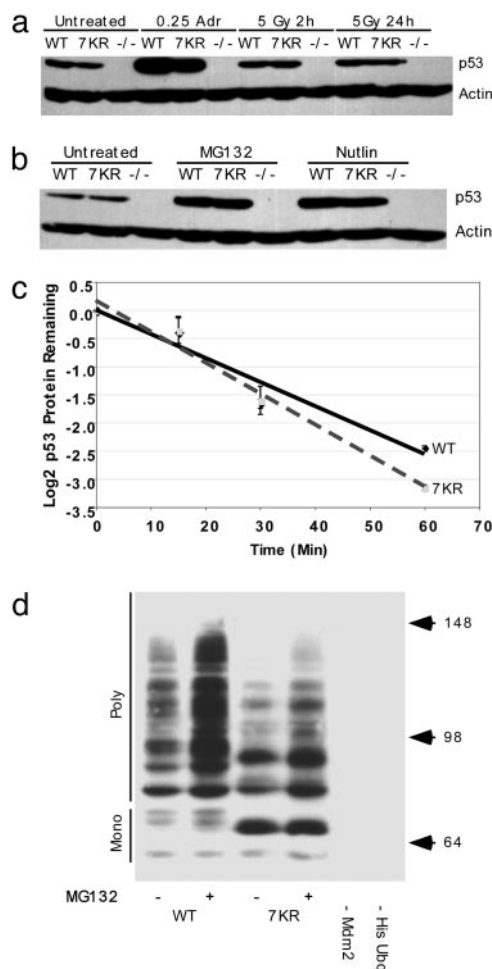 a
Untreated 0.25 Adr 5 Gy 2h 5Gy 24h
WT 7KR -/- WT 7KR -/- WT 7KR -/- WT 7KR -/-
p53
Actin
b
Untreated MG132 Nutlin
WT 7KR -/- WT 7KR -/- WT 7KR -/-
p53
Actin
c
Log2 p53 Protein Remaining
0.5
0.0
-0.5
-1.0
-1.5
-2.0
-2.5
-3.0
-3.5
WT
7KR
0 10 20 30 40 50 60 70
Time (Min)
d
Poly
Mono
148
98
64
MG132 - + - +
WT 7KR
- Mdm2
- His Ubc